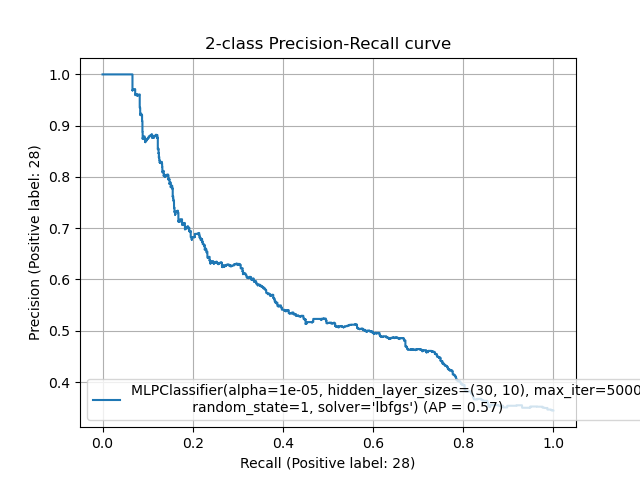 2-class Precision-Recall curve
Precision (Positive label: 28)
1.0
0.9
0.8
0.7
0.6
0.5
0.4
MLPClassifier(alpha=1e-05, hidden_layer_sizes=(30, 10), max_iter=5000
random_state=1, solver='lbfgs') (AP = 0.57)
0.0 0.2 0.4 0.6 0.8 1.0
Recall (Positive label: 28)